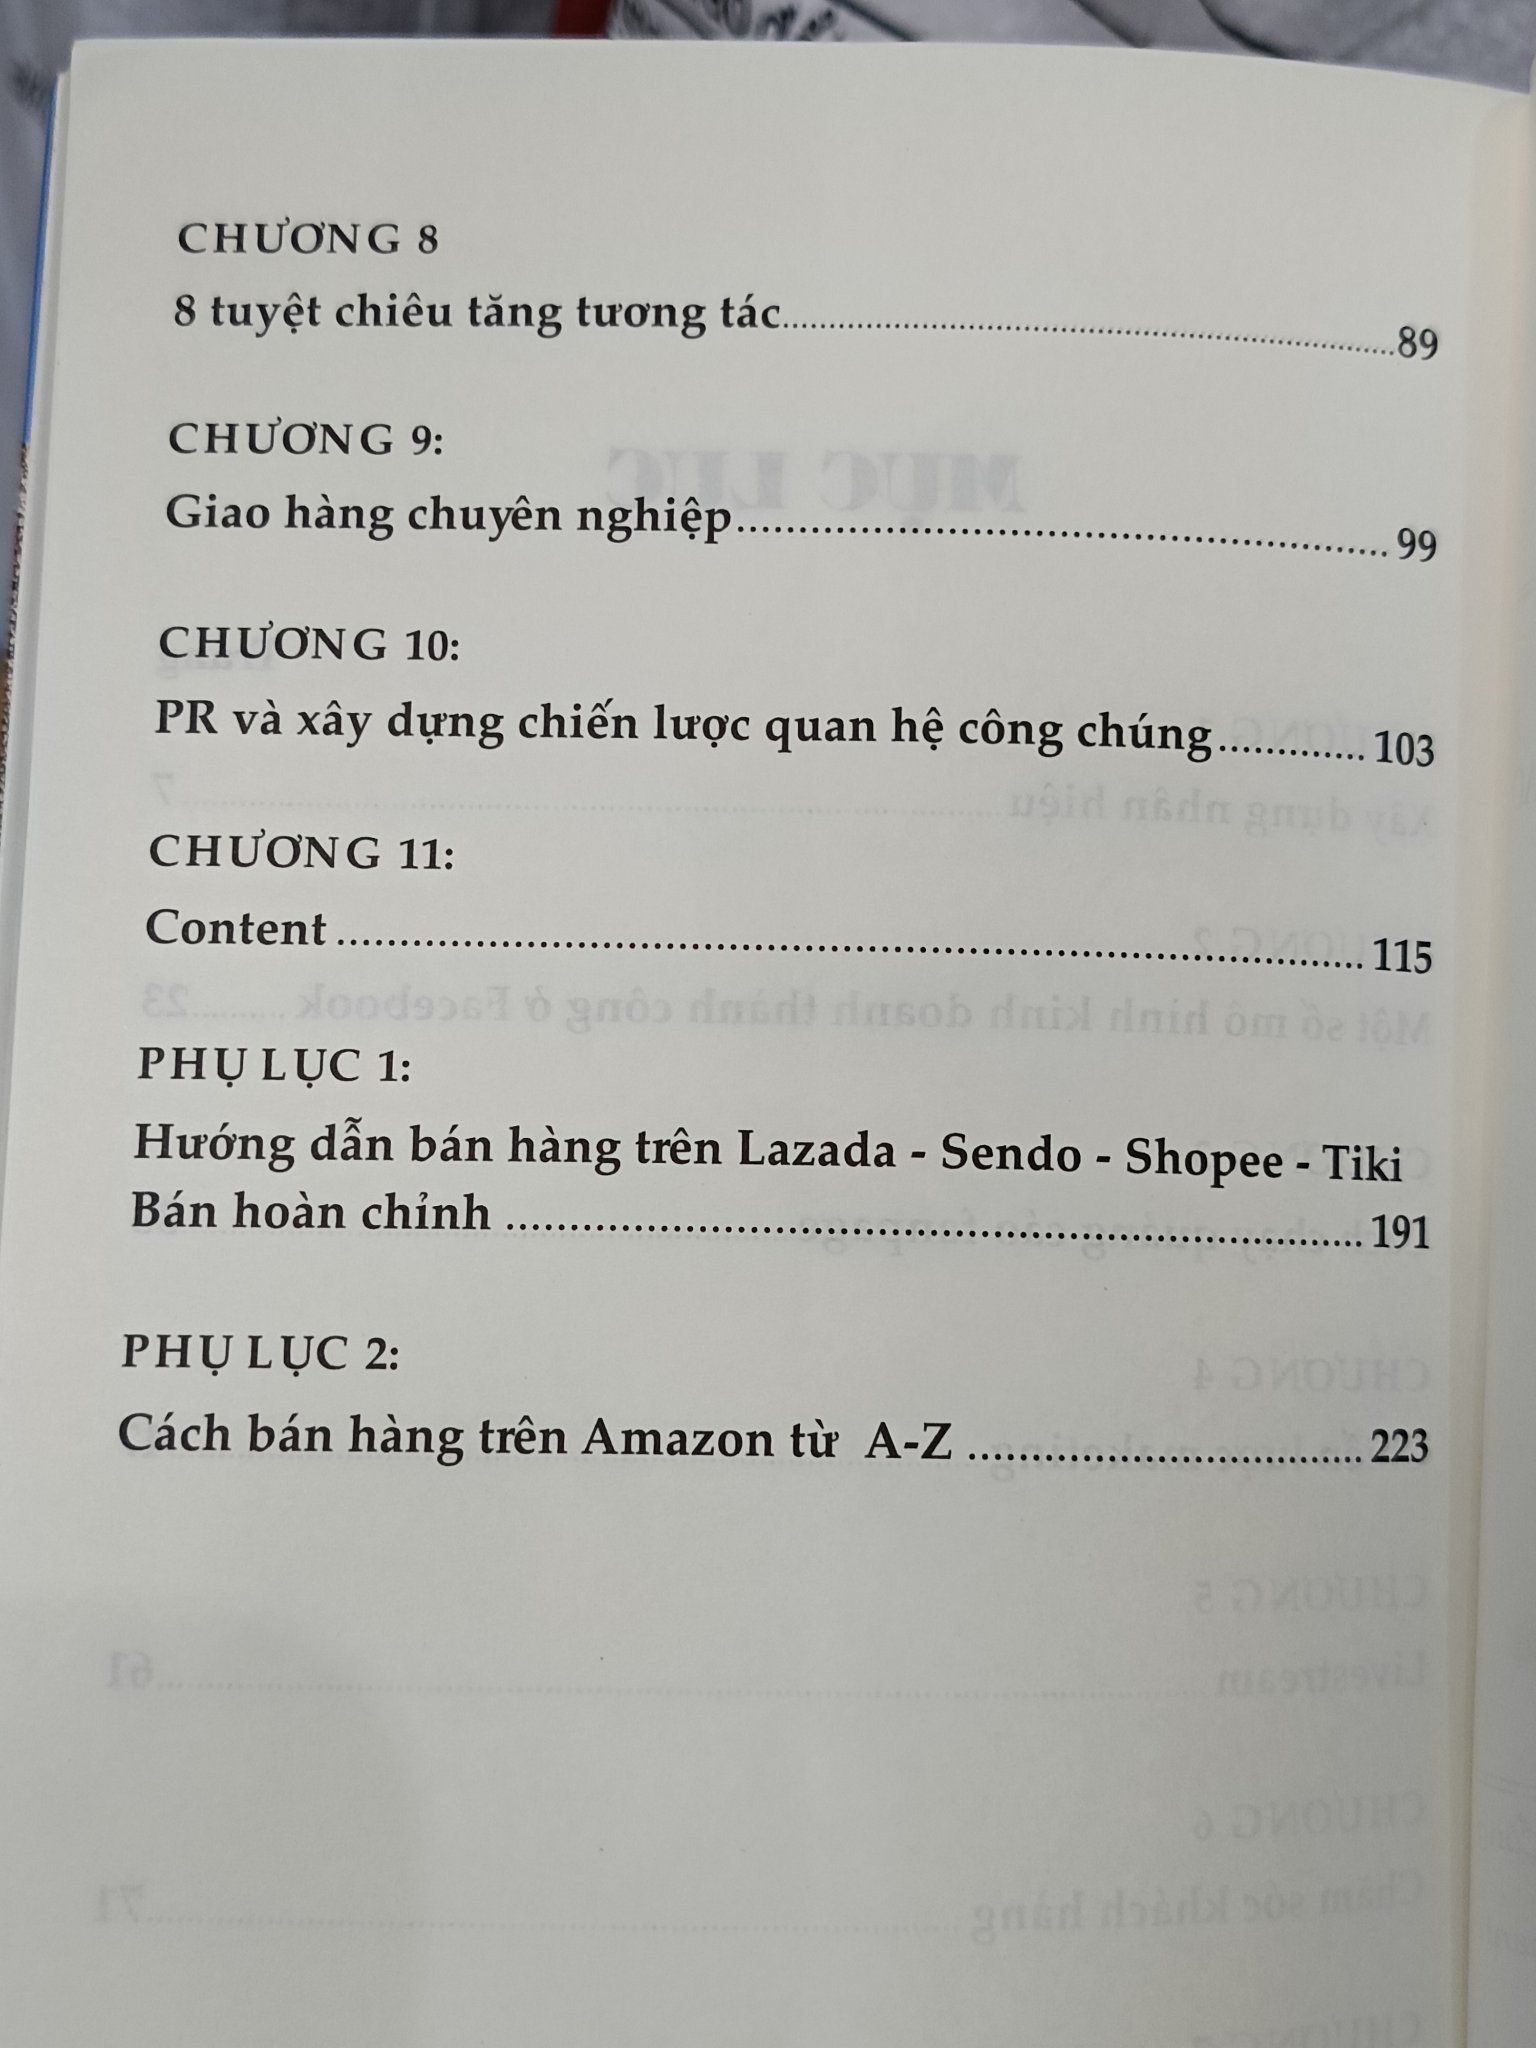 CHƯƠNG 8
8 tuyệt chiêu tăng tương tác..........................................................89
CHƯƠNG 9:
Giao hàng chuyên nghiệp.................................................... 99
CHƯƠNG 10:
PR và xây dựng chiến lược quan hệ công chúng............ 103
CHƯƠNG 11:
Content ................................................................................. 115
PHỤ LỤC 1:
Hướng dẫn bán hàng trên Lazada - Sendo - Shopee - Tiki
Bán hoàn chỉnh .................................................................... 191
PHỤ LỤC 2:
Cách bán hàng trên Amazon từ A-Z ............................... 223